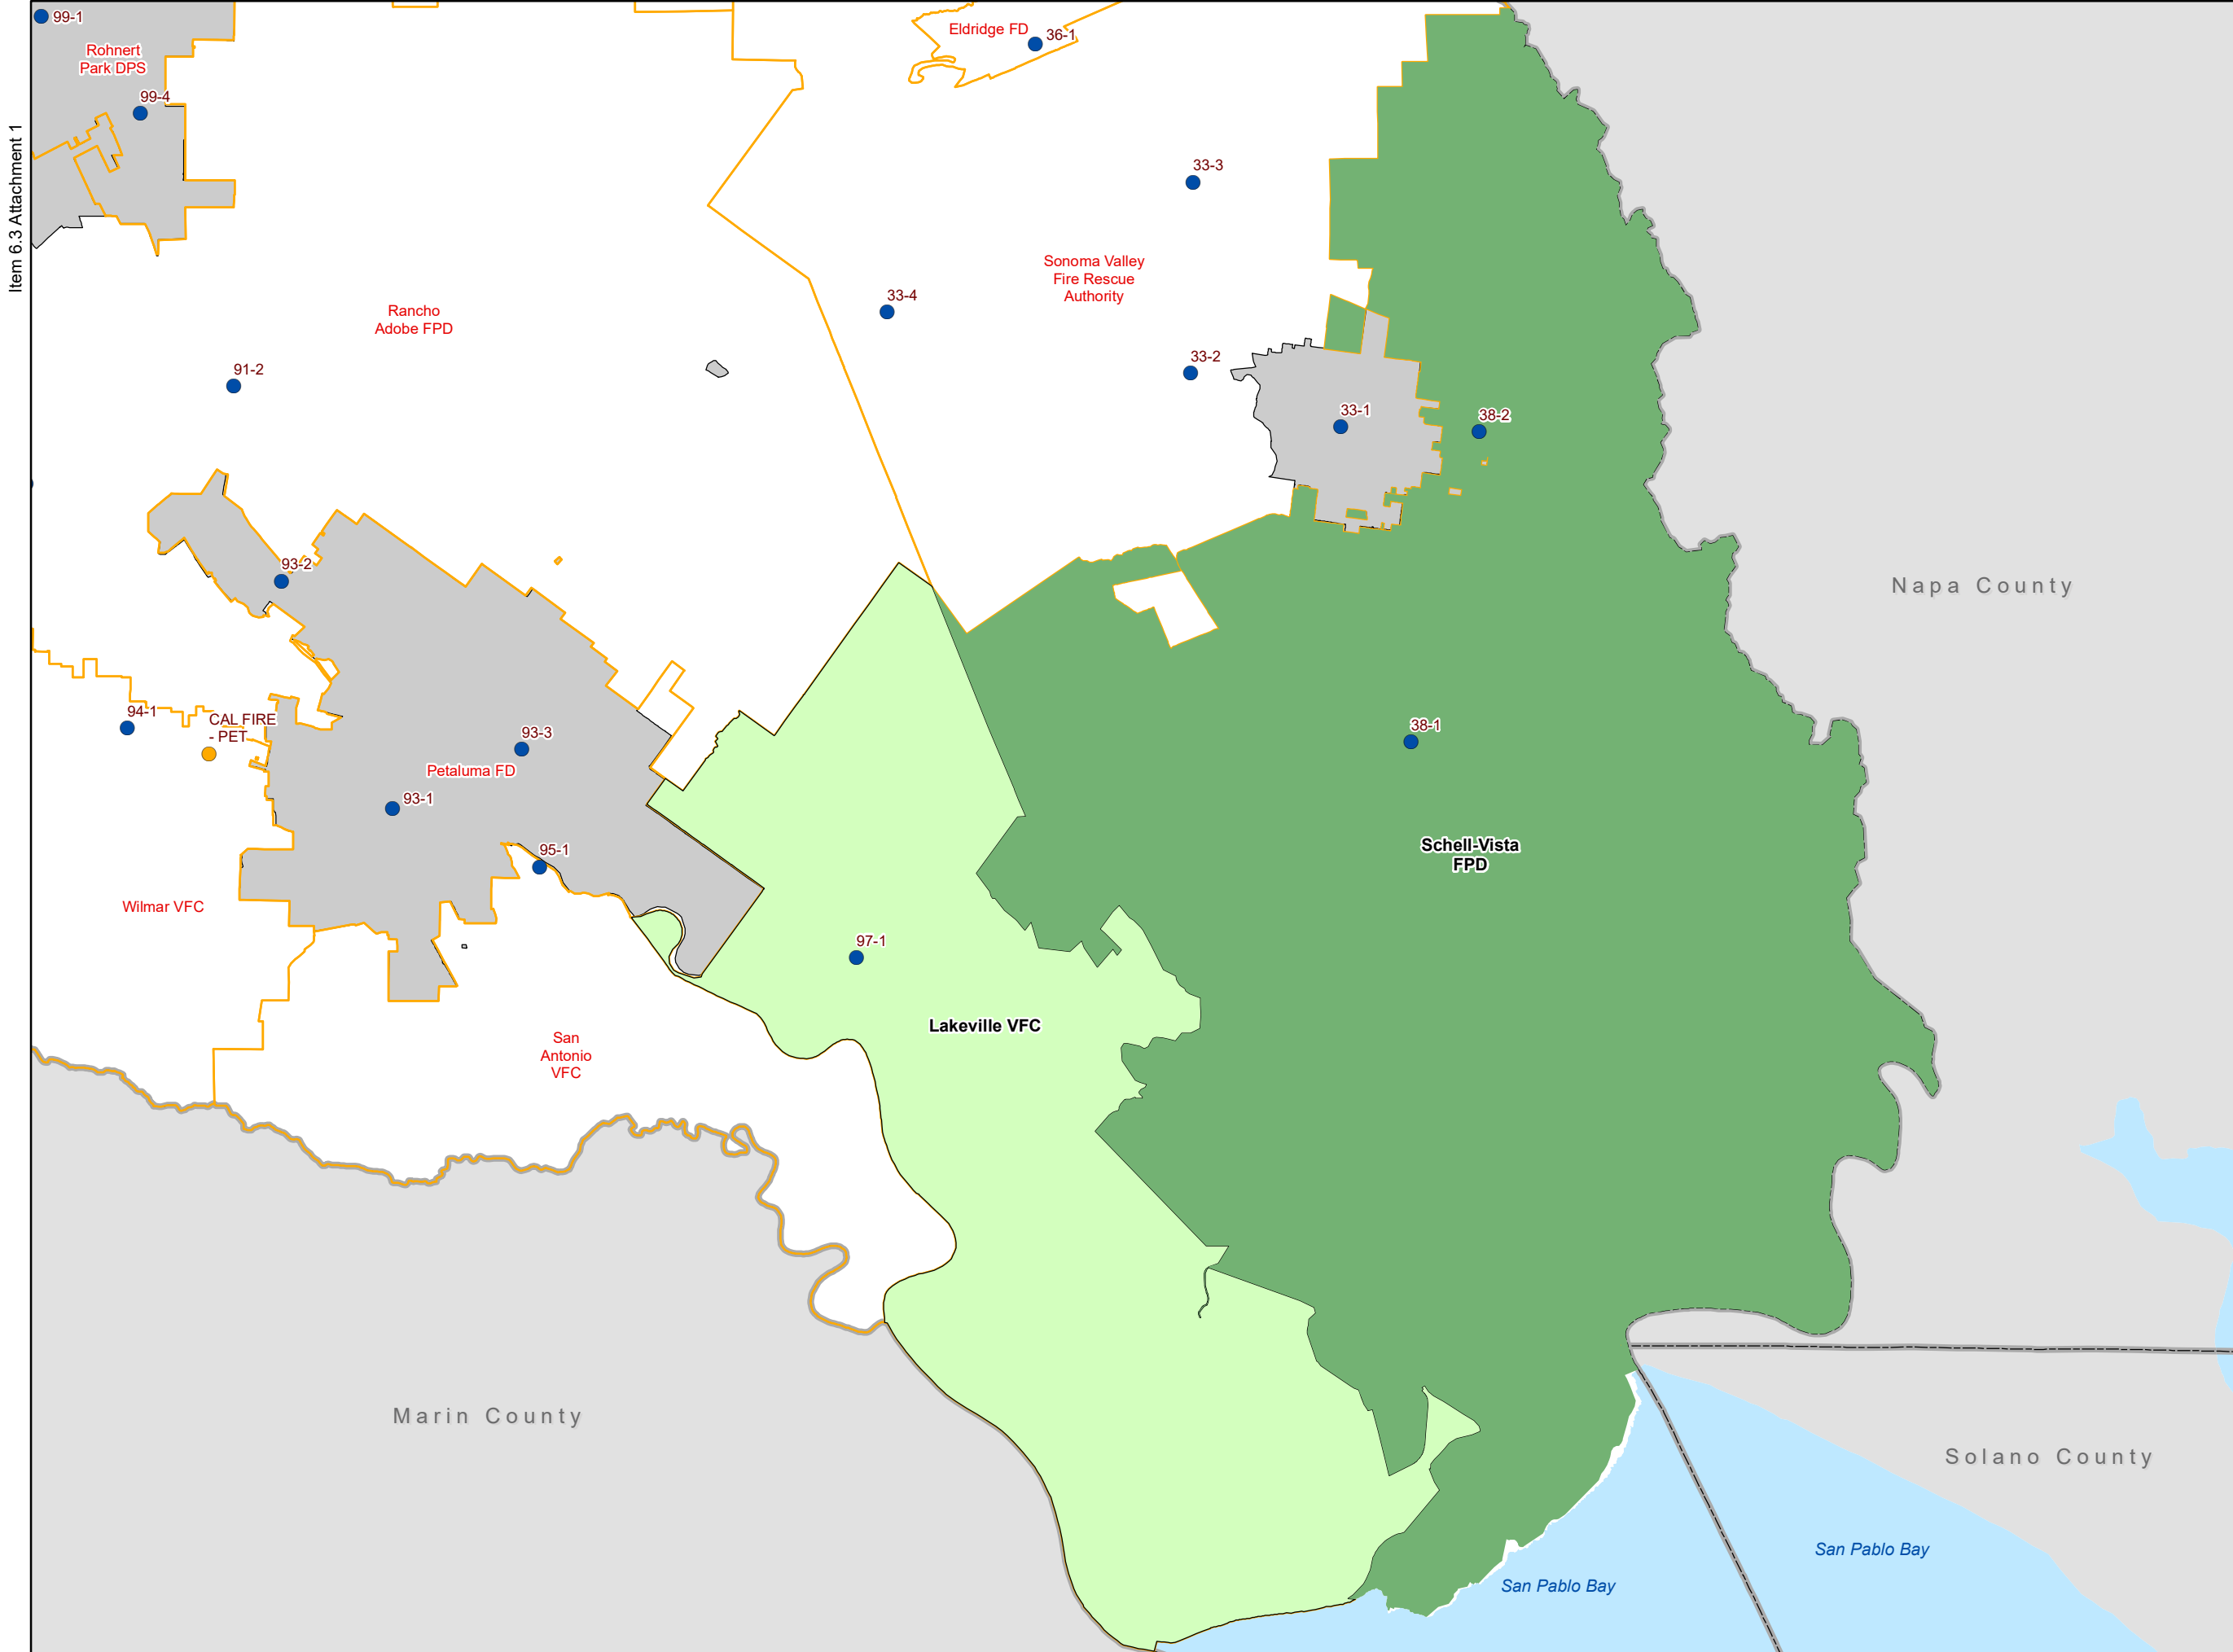 Item 6.3 Attachment 1
99-1
Rohnert
Park DPS
99-4
Eldridge FD
36-1
33-3
Sonoma Valley
Fire Rescue
Authority
33-4
Rancho
Adobe FPD
91-2
33-2
33-1
38-2
93-2
Napa County
94-1
CAL FIRE
- PET
93-3
Petaluma FD
93-1
38-1
95-1
Schell-Vista
FPD
Wilmar VFC
97-1
Lakeville VFC
San
Antonio
VFC
Marin County
Solano County
San Pablo Bay
San Pablo Bay